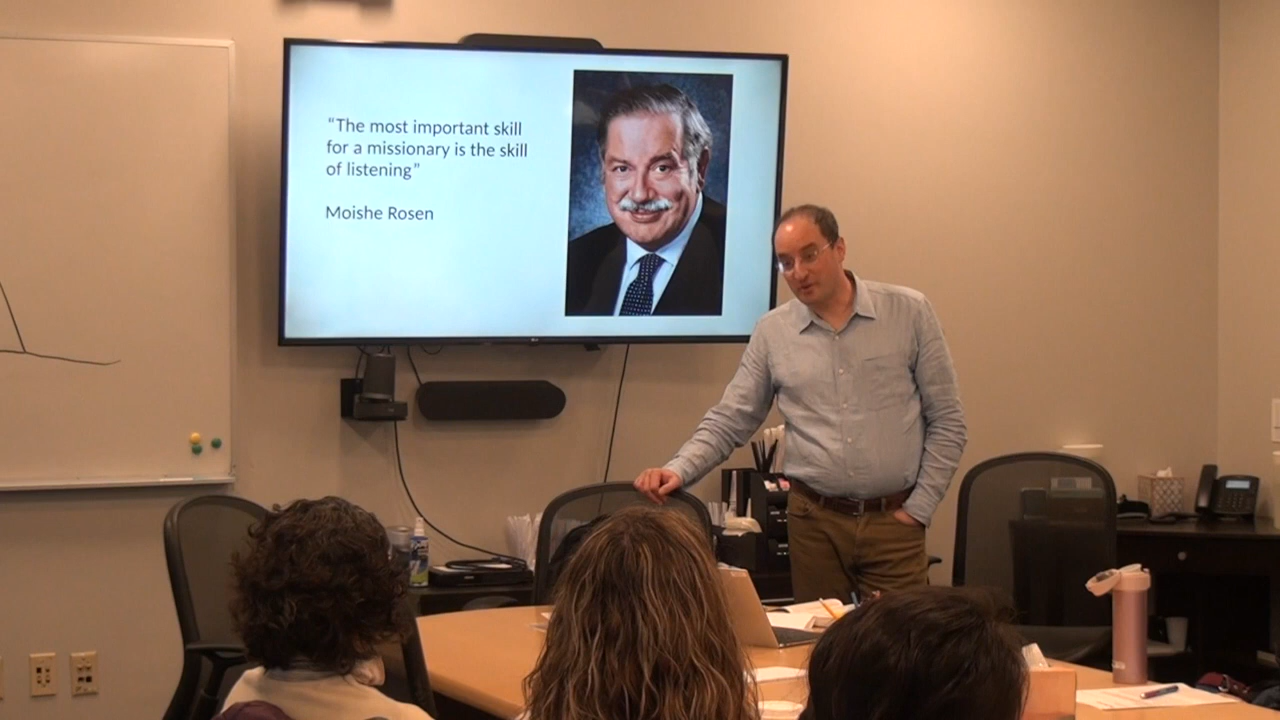 “The most important skill
for a missionary is the skill
of listening”
Moishe Rosen